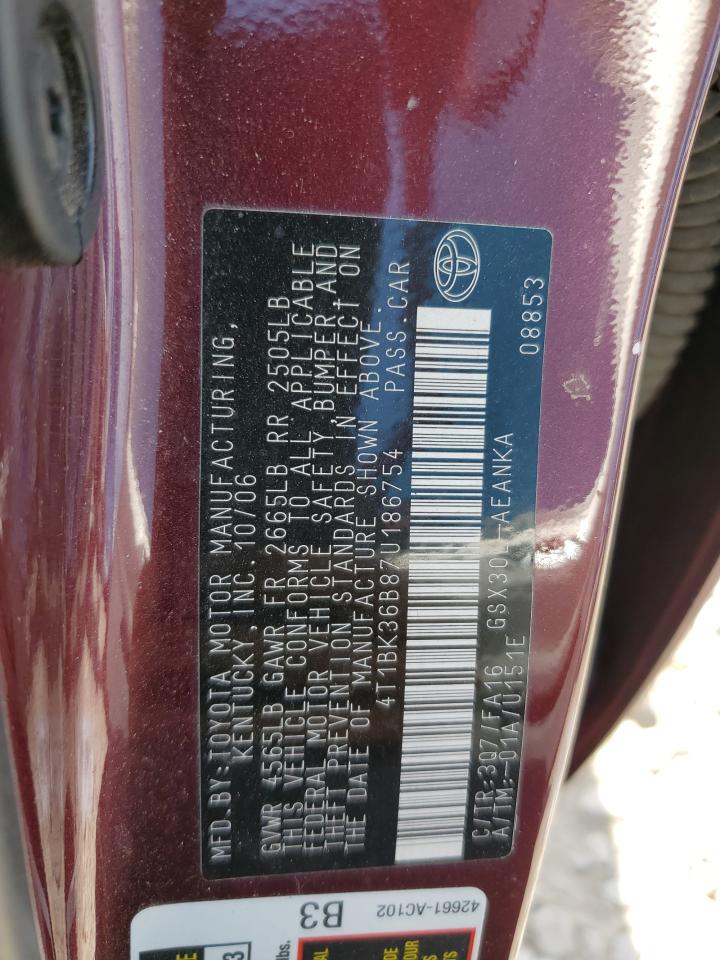 MFD.BY:TOYOTA MOTOR MANUFACTURING,
KENTUCKY INC. 10/06
GVWR 4565LB GAWR FR 2665LB RR 2505LB
THIS VEHICLE CONFORMS TO ALL APPLICABLE
FEDERAL MOTOR VEHICLE SAFETY,BUMPER,AND
THEFT PREVENTION STANDARDS IN EFFECT ON
THE DATE OF MANUFACTURE SHOWN ABOVE.
4T1BK36B87U186754 PASS.CAR
C/TR:3Q7/FA16 GSX30L-AEANKA
A/TM:-01A/U151E 08853
42661-AC102
B3
lbs.